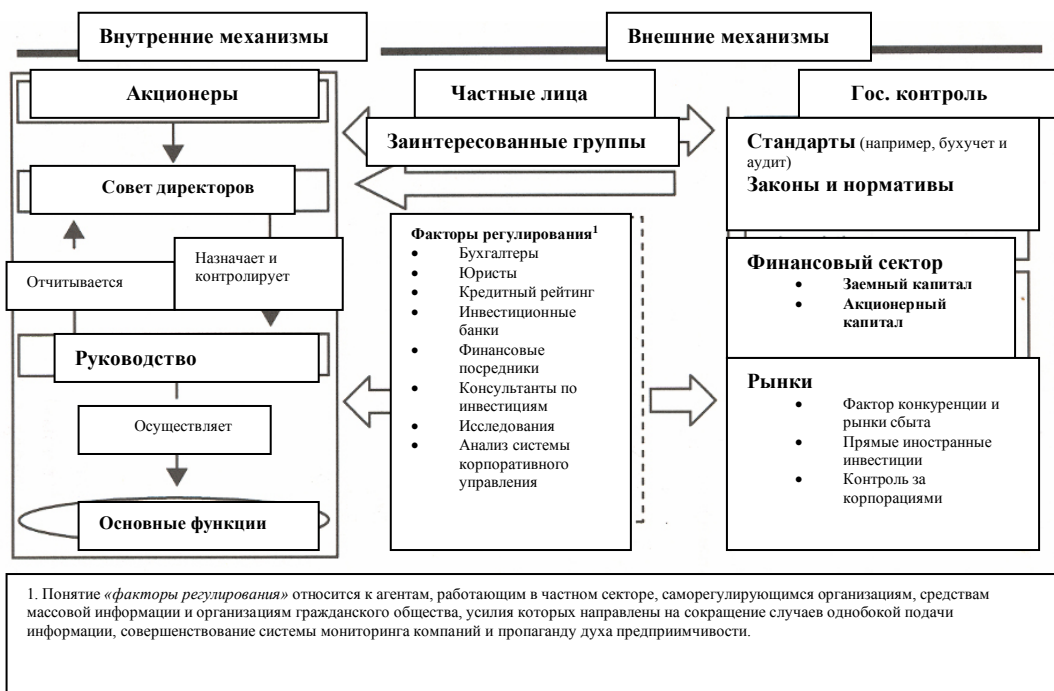 Внутренние механизмы
Внешние механизмы
Акционеры
Совет директоров
Отчитывается
Назначает и
контролирует
Руководство
Осуществляет
Основные функции
Частные лица
Заинтересованные группы
Факторы регулирования1
• Бухгалтеры
• Юристы
• Кредитный рейтинг
• Инвестиционные
банки
• Финансовые
посредники
• Консультанты по
инвестициям
• Исследования
• Анализ системы
корпоративного
управления
Гос. контроль
Стандарты (например, бухучет и
аудит)
Законы и нормативы
Финансовый сектор
• Заемный капитал
• Акционерный
капитал
Рынки
• Фактор конкуренции и
рынки сбыта
• Прямые иностранные
инвестиции
• Контроль за
корпорациями
1. Понятие «факторы регулирования» относится к агентам, работающим в частном секторе, саморегулирующимся организациям, средствам
массовой информации и организациям гражданского общества, усилия которых направлены на сокращение случаев однобокой подачи
информации, совершенствование системы мониторинга компаний и пропаганду духа предприимчивости.